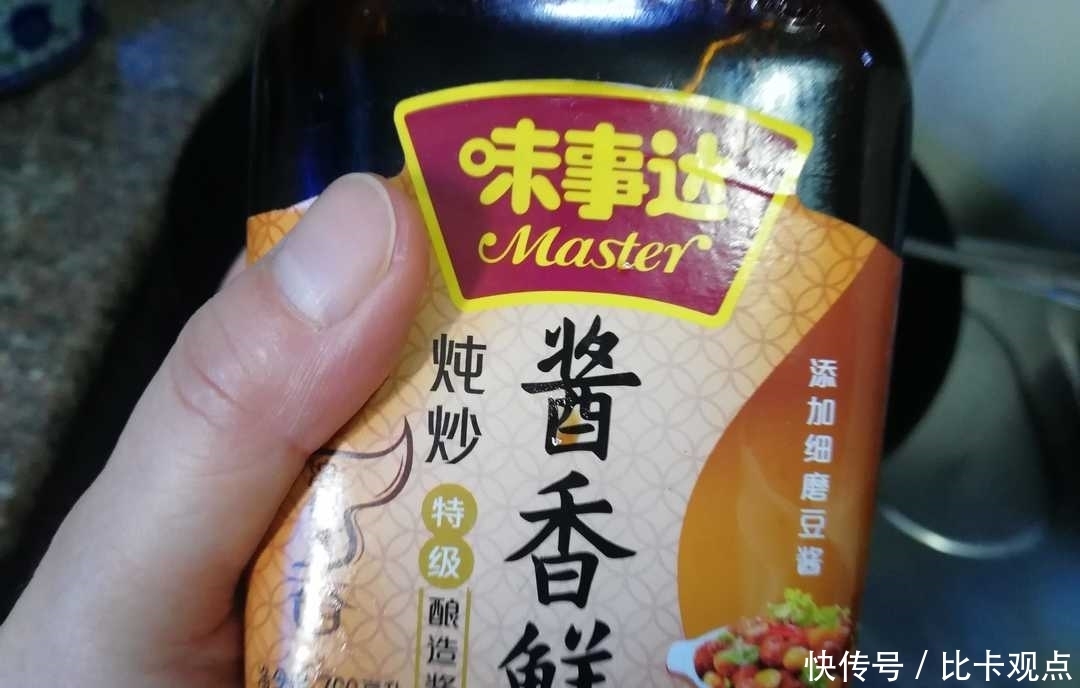 味事达
Master
炖炒
酱香鲜
特级
酿造酱
添加细磨豆酱
快传号 / 比卡观点